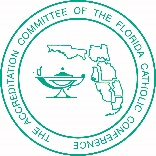 THE ACCREDITATION COMMITTEE OF THE FLORIDA CATHOLIC CONFERENCE